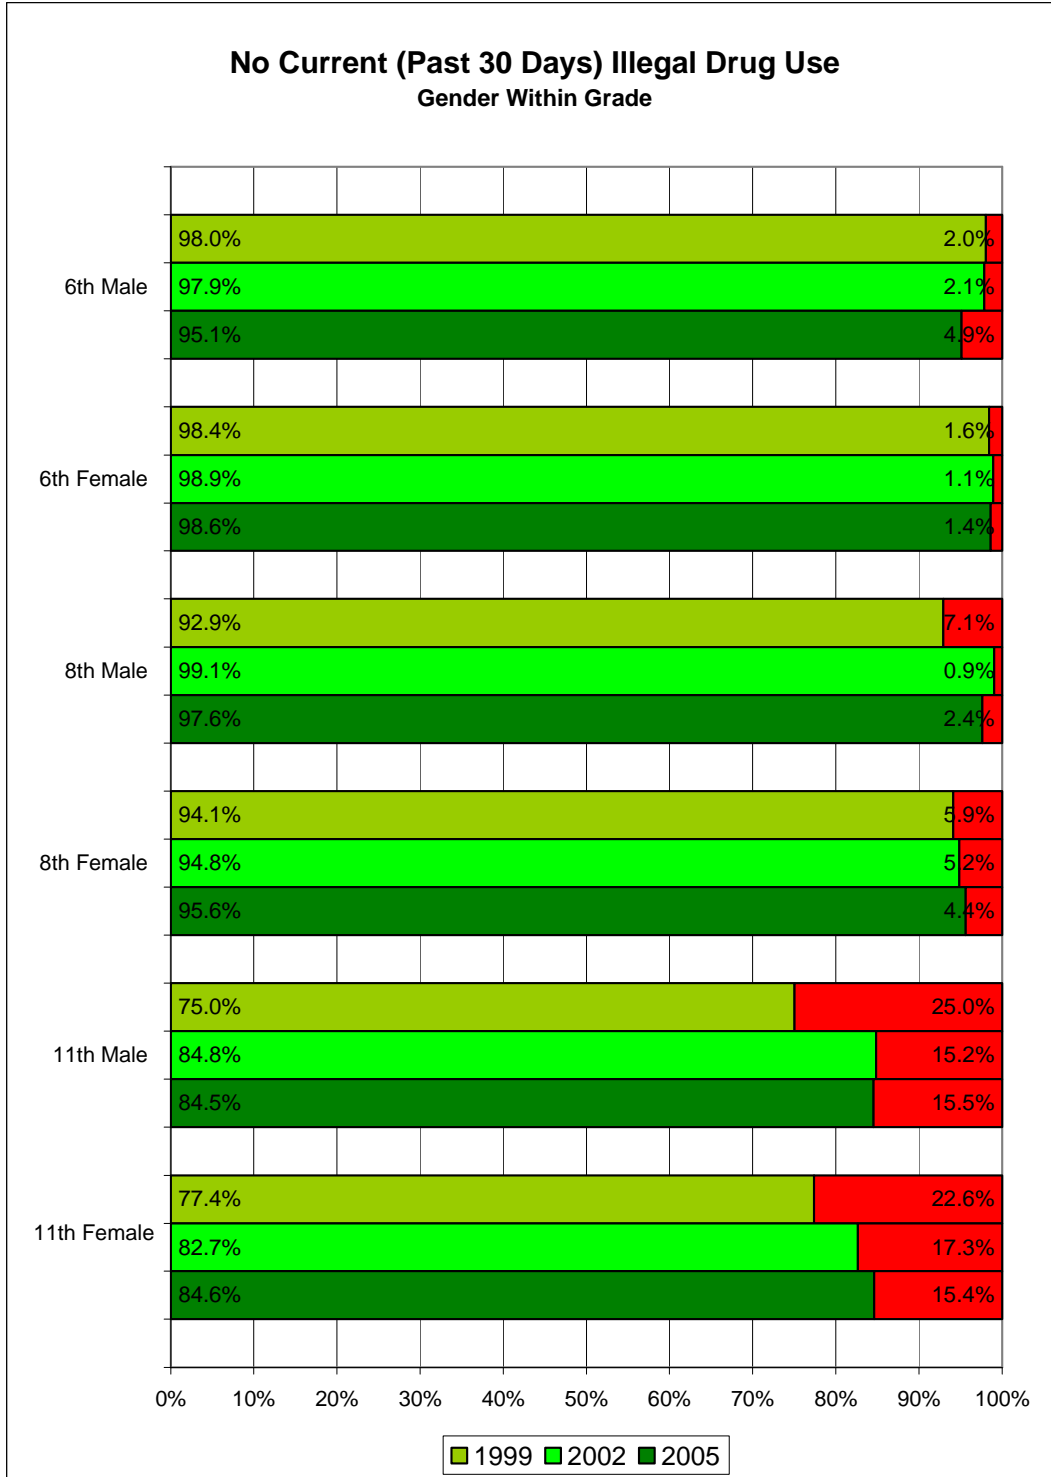 No Current (Past 30 Days) Illegal Drug Use
Gender Within Grade
98.0% 2.0%
6th Male 97.9% 2.1%
95.1% 4.9%
98.4% 1.6%
6th Female 98.9% 1.1%
98.6% 1.4%
92.9% 7.1%
8th Male 99.1% 0.9%
97.6% 2.4%
94.1% 5.9%
8th Female 94.8% 5.2%
95.6% 4.4%
75.0% 25.0%
11th Male 84.8% 15.2%
84.5% 15.5%
77.4% 22.6%
11th Female 82.7% 17.3%
84.6% 15.4%
0% 10% 20% 30% 40% 50% 60% 70% 80% 90% 100%
1999 2002 2005